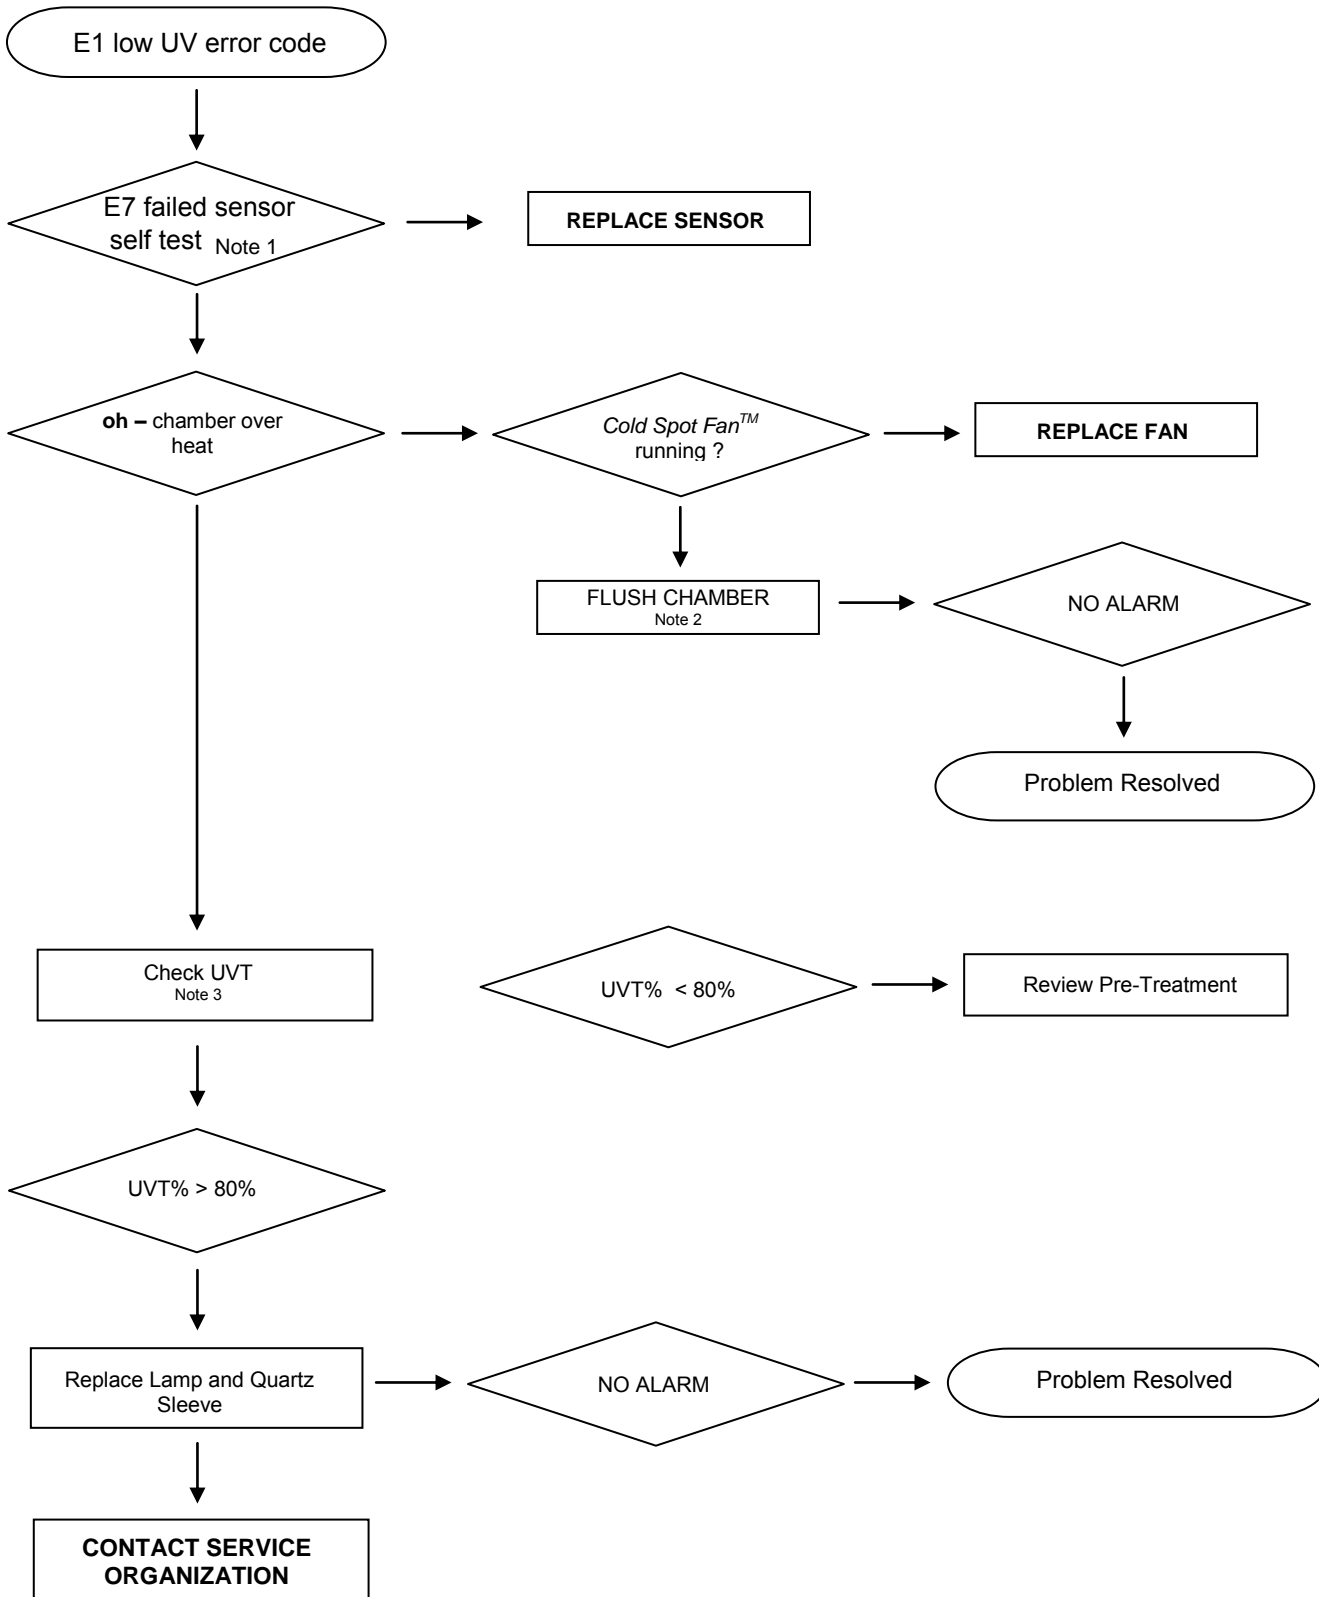 E1 low UV error code
E7 failed sensor
self test Note 1
REPLACE SENSOR
oh – chamber over
heat
Cold Spot Fan™
running ?
REPLACE FAN
FLUSH CHAMBER
Note 2
NO ALARM
Problem Resolved
Check UVT
Note 3
UVT% < 80%
Review Pre-Treatment
UVT% > 80%
Replace Lamp and Quartz
Sleeve
NO ALARM
Problem Resolved
CONTACT SERVICE
ORGANIZATION